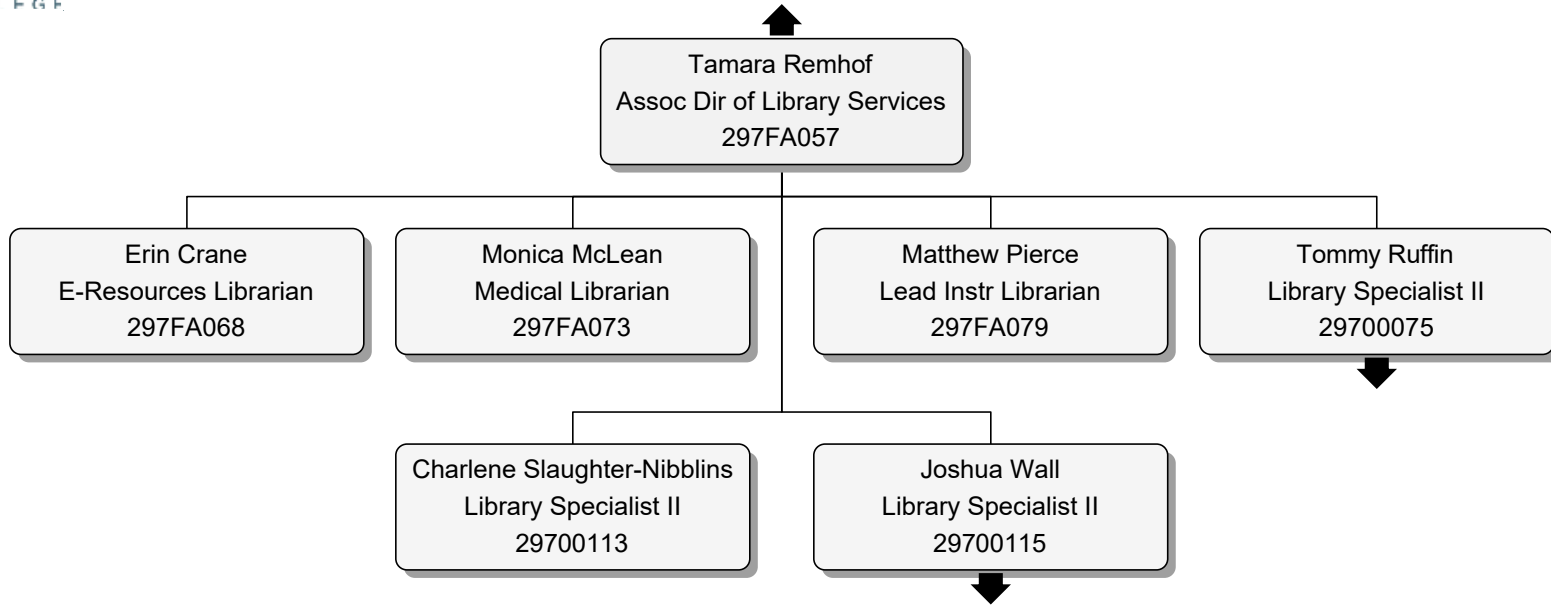 Tamara Remhof
Assoc Dir of Library Services
297FA057
Erin Crane
E-Resources Librarian
297FA068
Monica McLean
Medical Librarian
297FA073
Matthew Pierce
Lead Instr Librarian
297FA079
Tommy Ruffin
Library Specialist II
29700075
Charlene Slaughter-Nibblins
Library Specialist II
29700113
Joshua Wall
Library Specialist II
29700115